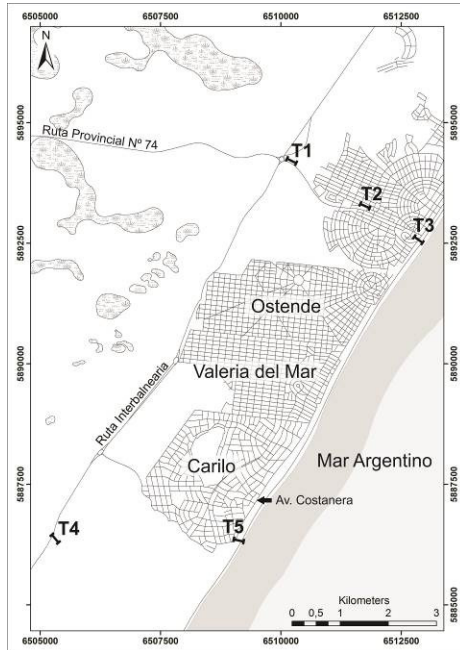 6505000 6507500 6510000 6512500
N
5895000 5895000
Ruta Provincial Nº 74
T1
T2
T3
5892500 5892500
Ostende
5890000 5890000
Valeria del Mar
Ruta Interbalnearia
Carilo
Mar Argentino
5887500 5887500
Av. Costanera
T4
T5
Kilometers
0 0,5 1 2 3
5885000 5885000
6505000 6507500 6510000 6512500